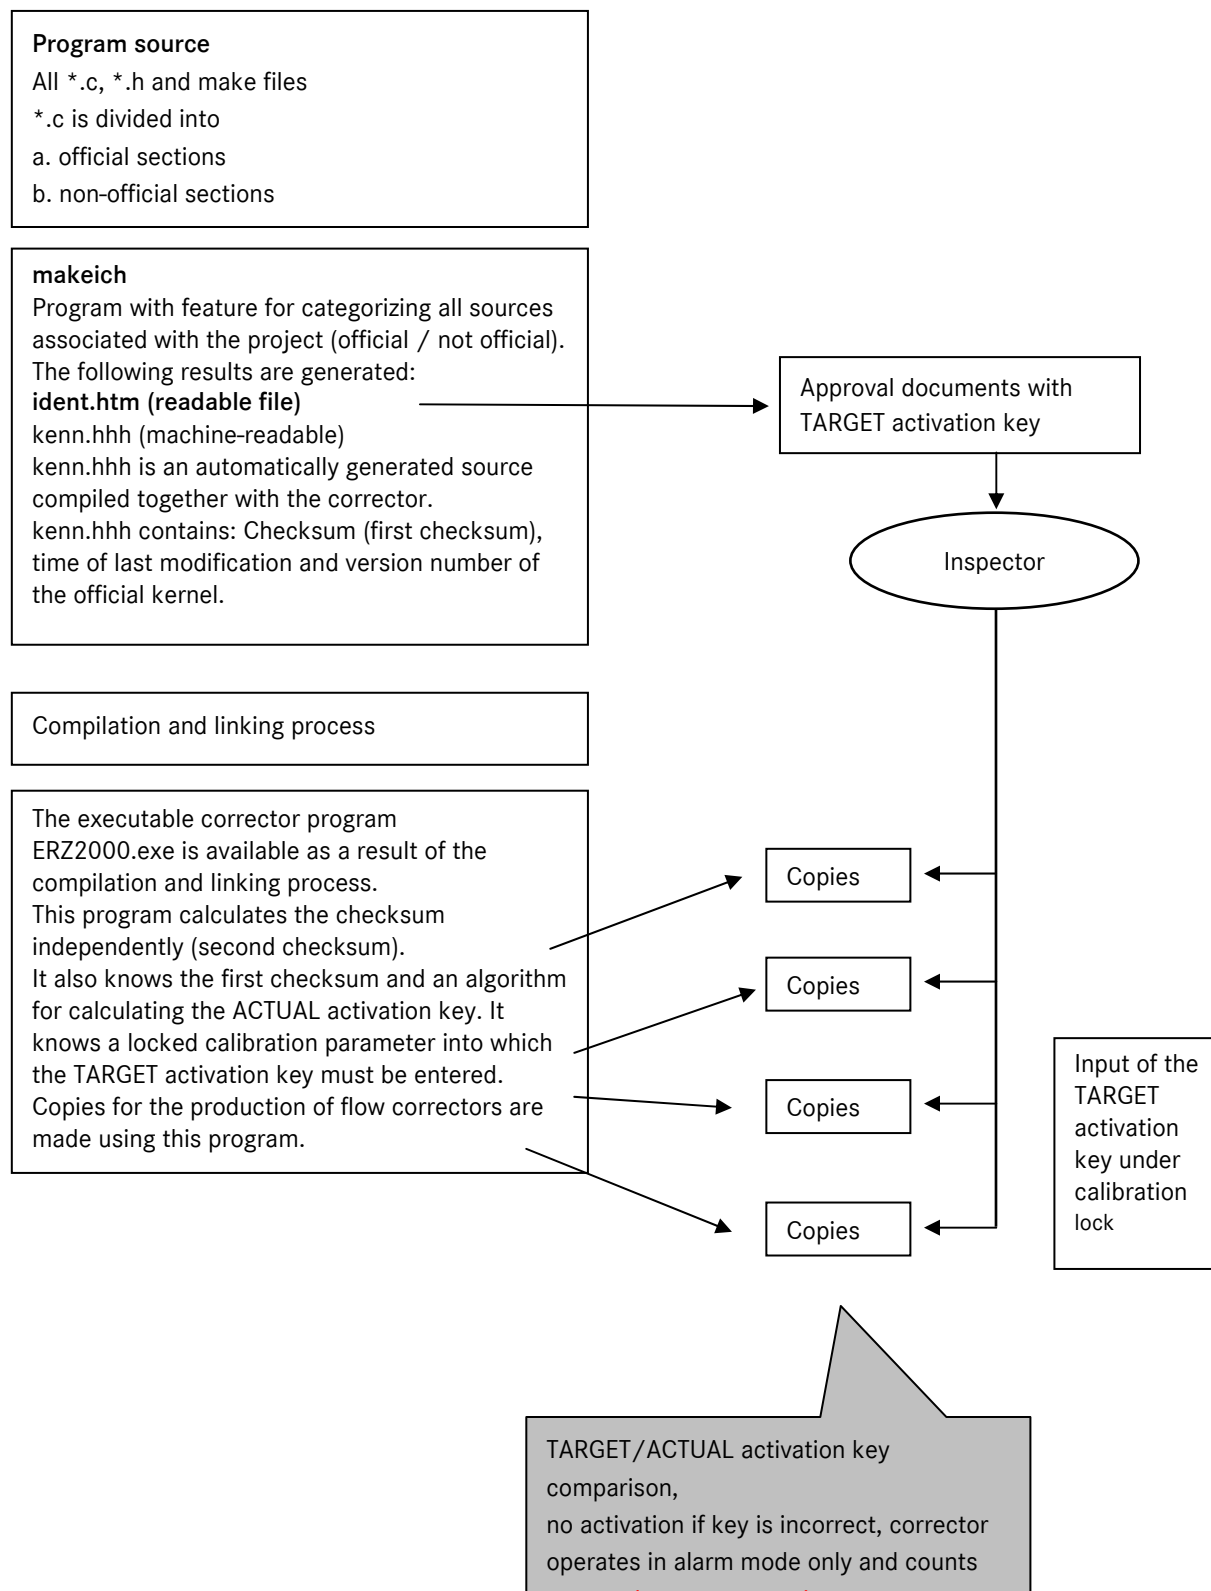 Program source
All *.c, *.h and make files
*.c is divided into
a. official sections
b. non-official sections
makeich
Program with feature for categorizing all sources
associated with the project (official / not official).
The following results are generated:
ident.htm (readable file)
kenn.hhh (machine-readable)
kenn.hhh is an automatically generated source
compiled together with the corrector.
kenn.hhh contains: Checksum (first checksum),
time of last modification and version number of
the official kernel.
Approval documents with
TARGET activation key
Inspector
Compilation and linking process
The executable corrector program
ERZ2000.exe is available as a result of the
compilation and linking process.
This program calculates the checksum
independently (second checksum).
It also knows the first checksum and an algorithm
for calculating the ACTUAL activation key. It
knows a locked calibration parameter into which
the TARGET activation key must be entered.
Copies for the production of flow correctors are
made using this program.
Copies
Copies
Copies
Copies
Input of the
TARGET
activation
key under
calibration
lock
TARGET/ACTUAL activation key
comparison,
no activation if key is incorrect, corrector
operates in alarm mode only and counts